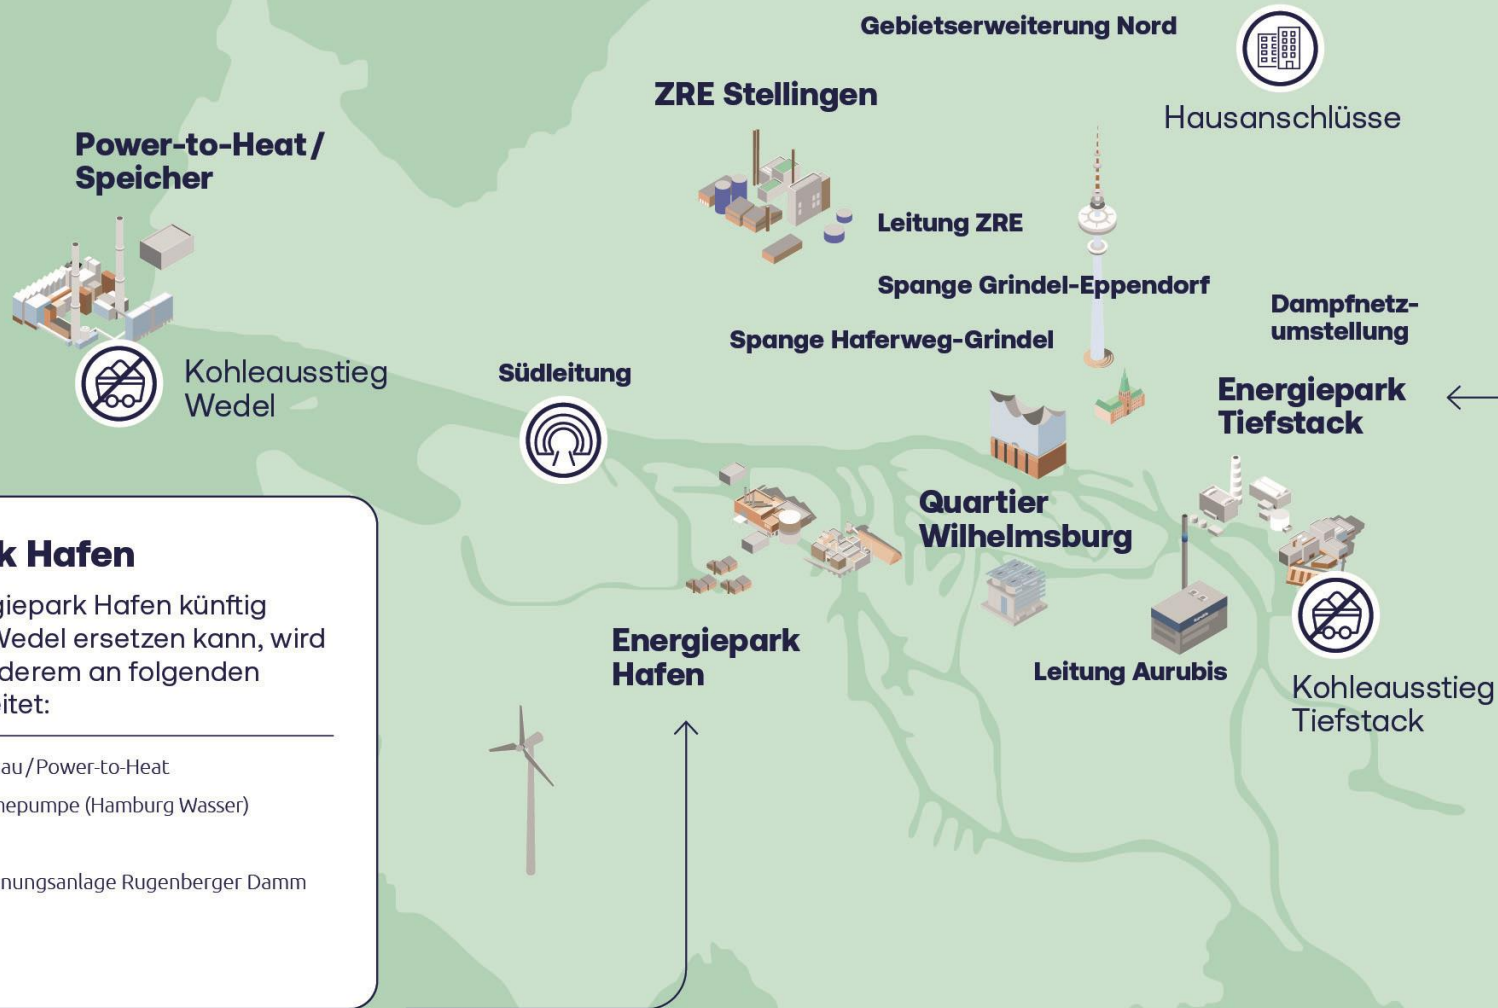 Gebietserweiterung Nord
Hausanschlüsse
ZRE Stellingen
Power-to-Heat/
Speicher
Leitung ZRE
Spange Grindel-Eppendorf
Spange Haferweg-Grindel
Dampfnetz-
umstellung
Kohleausstieg
Wedel
Südleitung
Energiepark
Tiefstack
Quartier
Wilhelmsburg
Energiepark
Hafen
Leitung Aurubis
Kohleausstieg
Tiefstack
k Hafen
giepark Hafen künftig
Wedel ersetzen kann, wird
derem an folgenden
itet:
au/Power-to-Heat
nepumpe (Hamburg Wasser)
nungsanlage Rugenberger Damm